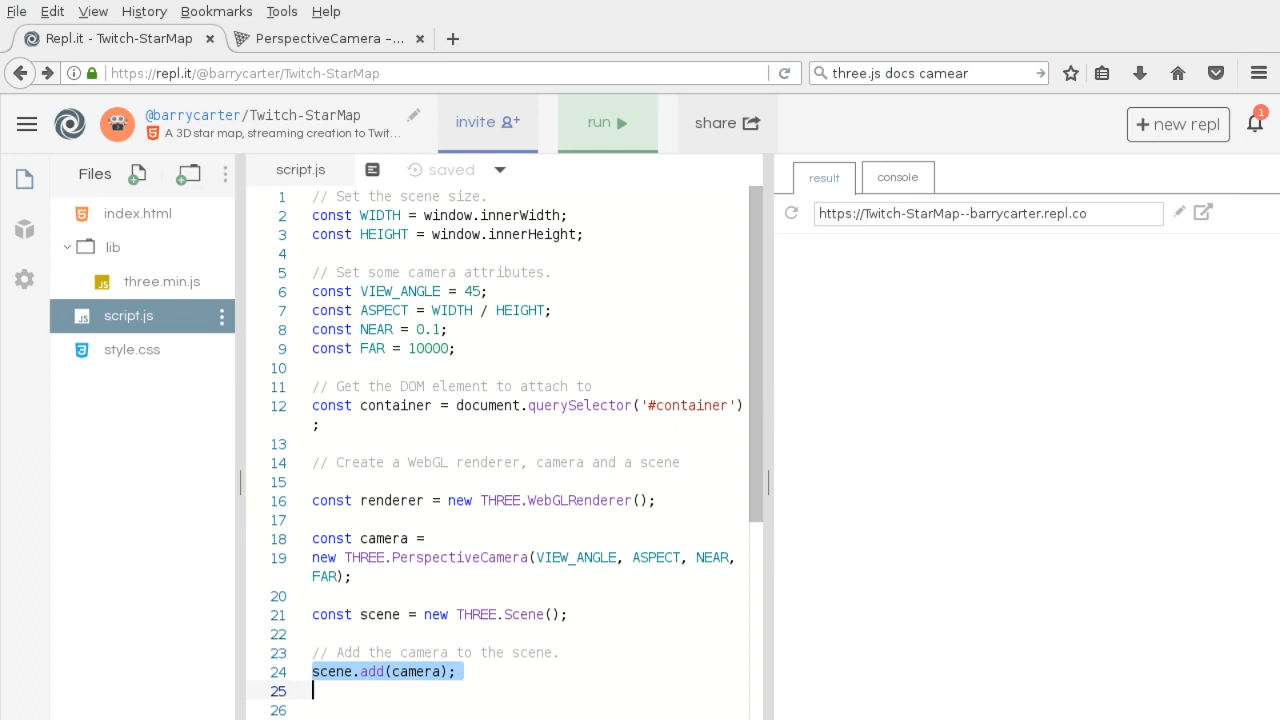 File Edit View History Bookmarks Tools Help
Repl.it - Twitch-StarMap × PerspectiveCamera –... × +
https://repl.it/@barrycarter/Twitch-StarMap three.js docs camear
@barrycarter/Twitch-StarMap
A 3D star map, streaming creation to Twit...
invite run share + new repl 1
Files script.js saved result console
https://Twitch-StarMap--barrycarter.repl.co
index.html
lib
JS three.min.js
JS script.js
style.css
1 // Set the scene size.
2 const WIDTH = window.innerWidth;
3 const HEIGHT = window.innerHeight;
4
5 // Set some camera attributes.
6 const VIEW_ANGLE = 45;
7 const ASPECT = WIDTH / HEIGHT;
8 const NEAR = 0.1;
9 const FAR = 10000;
10
11 // Get the DOM element to attach to
12 const container = document.querySelector('#container')
;
13
14 // Create a WebGL renderer, camera and a scene
15
16 const renderer = new THREE.WebGLRenderer();
17
18 const camera =
19 new THREE.PerspectiveCamera(VIEW_ANGLE, ASPECT, NEAR,
FAR);
20
21 const scene = new THREE.Scene();
22
23 // Add the camera to the scene.
24 scene.add(camera);
25
26